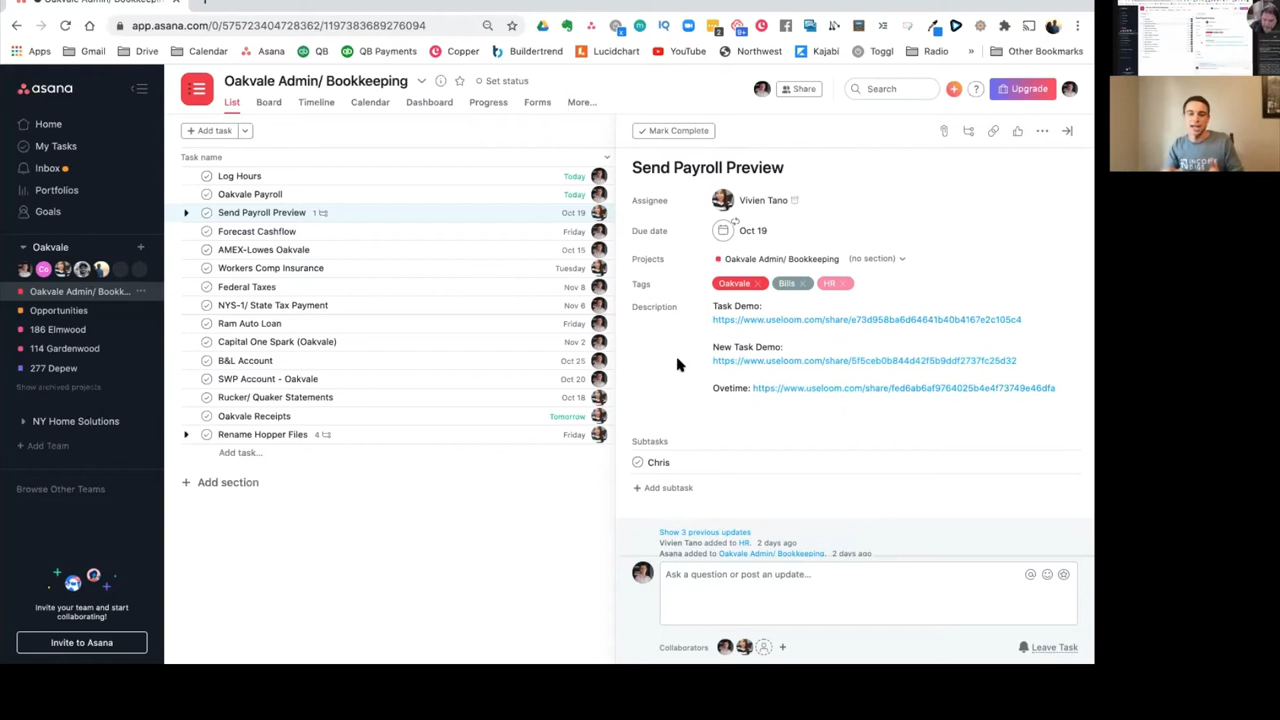 Oakvale Admin/ Bookkeepin
app.asana.com/0/5757
3689276094
Apps
Gmail
Drive
Calendar
Payments
Upper
Supertrend
Lucidchart
YouTube
Northwest
Kajabi
Toggl
Other Bookmarks
asana
Home
My Tasks
Inbox
Portfolios
Goals
Oakvale
Co
Oakvale Admin/ Bookk...
Opportunities
186 Elmwood
114 Gardenwood
277 Depew
Show archived projects
NY Home Solutions
+ Add Team
Browse Other Teams
Invite your team and start
collaborating!
Invite to Asana
Oakvale Admin/ Bookkeeping
Set status
List Board Timeline Calendar Dashboard Progress Forms More...
Share
Search
Upgrade
+ Add task
Task name
Log Hours Today
Oakvale Payroll Today
Send Payroll Preview 1 Oct 19
Forecast Cashflow Friday
AMEX-Lowes Oakvale Oct 15
Workers Comp Insurance Tuesday
Federal Taxes Nov 8
NYS-1/ State Tax Payment Nov 6
Ram Auto Loan Friday
Capital One Spark (Oakvale) Nov 2
B&L Account Oct 25
SWP Account - Oakvale Oct 20
Rucker/ Quaker Statements Oct 18
Oakvale Receipts Tomorrow
Rename Hopper Files 4 Friday
Add task...
+ Add section
Mark Complete
Send Payroll Preview
Assignee Vivien Tano
Due date Oct 19
Projects Oakvale Admin/ Bookkeeping (no section)
Tags Oakvale Bills HR
Description Task Demo:
https://www.useloom.com/share/e73d958ba6d64641b40b4167e2c105c4
New Task Demo:
https://www.useloom.com/share/5f5ceb0b844d42f5b9ddf2737fc25d32
Ovetime: https://www.useloom.com/share/fed6ab6af9764025b4e4f73749e46dfa
Subtasks
Chris
+ Add subtask
Show 3 previous updates
Vivien Tano added to HR. 2 days ago
Asana added to Oakvale Admin/ Bookkeeping. 2 days ago
Ask a question or post an update...
Collaborators
Leave Task